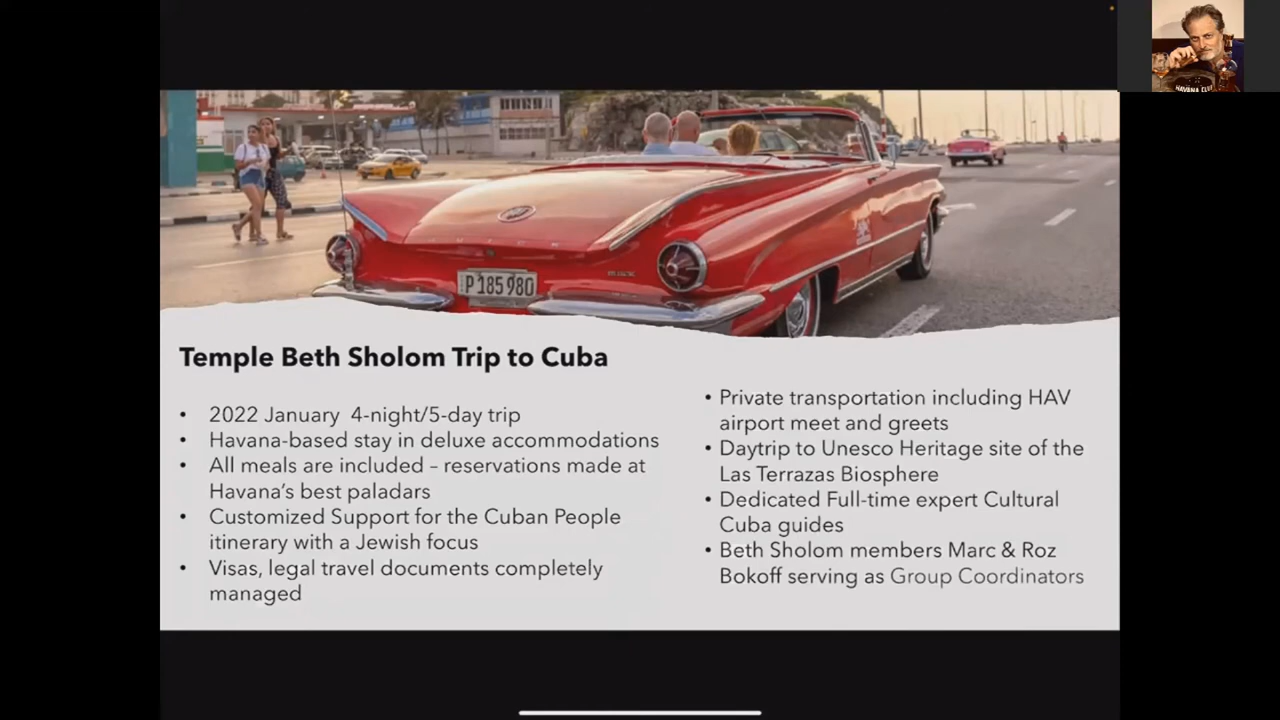 HAVANA CLUB
BUICK
P 185 980
BUICK
Temple Beth Sholom Trip to Cuba
• 2022 January 4-night/5-day trip
• Havana-based stay in deluxe accommodations
• All meals are included – reservations made at
Havana's best paladars
• Customized Support for the Cuban People
itinerary with a Jewish focus
• Visas, legal travel documents completely
managed
• Private transportation including HAV
airport meet and greets
• Daytrip to Unesco Heritage site of the
Las Terrazas Biosphere
• Dedicated Full-time expert Cultural
Cuba guides
• Beth Sholom members Marc & Roz
Bokoff serving as Group Coordinators